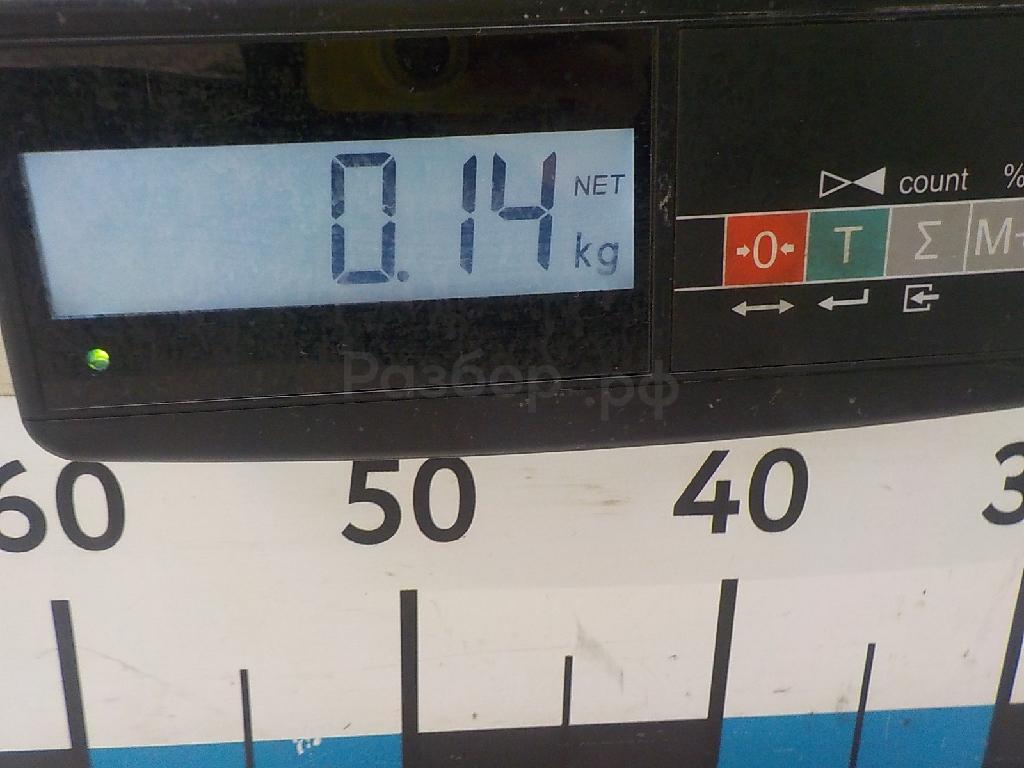 0.14 NET kg
count %
→0← T Σ M+
Разбор.рф
60 50 40 3